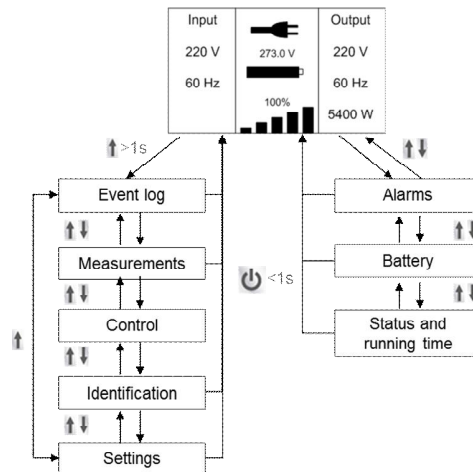 Input
220 V
60 Hz
273.0 V
100%
Output
220 V
60 Hz
5400 W
>1s
Event log
Measurements
Control
Identification
Settings
<1s
Alarms
Battery
Status and
running time